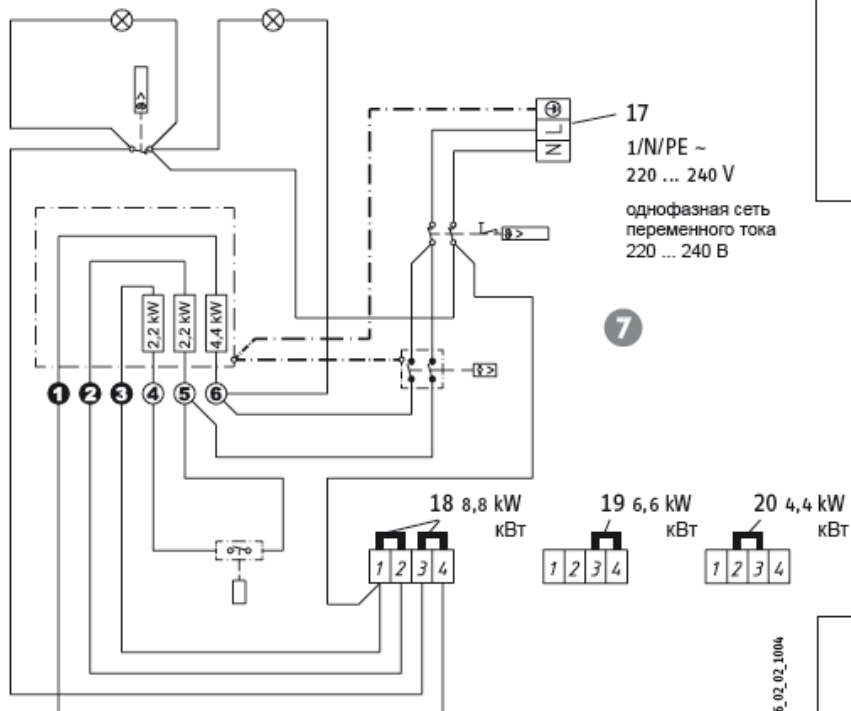 ϑ>
17
L
N
1/N/PE ~
220 ... 240 V
однофазная сеть
переменного тока
220 ... 240 В
ϑ>
7
2,2 kW
2,2 kW
4,4 kW
1 2 3 4 5 6
18 8,8 kW
кВт
1 2 3 4
19 6,6 kW
кВт
1 2 3 4
20 4,4 kW
кВт
1 2 3 4
6_02_02_1004